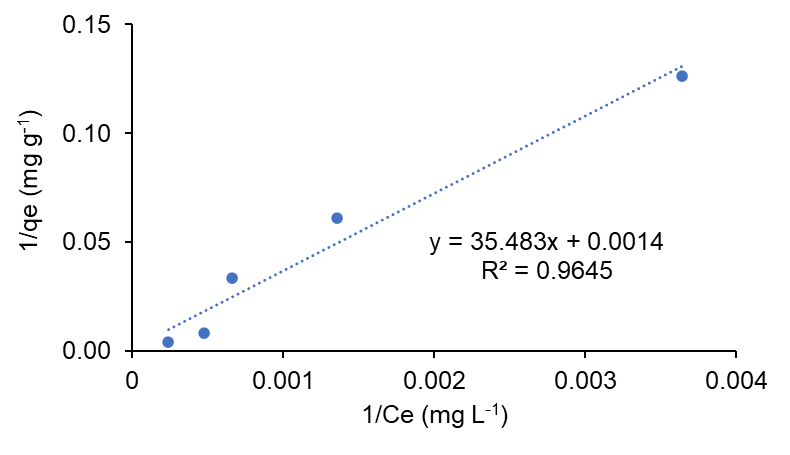 0.15
0.10
0.05
0.00
1/qe (mg g⁻¹)
y = 35.483x + 0.0014
R² = 0.9645
0 0.001 0.002 0.003 0.004
1/Ce (mg L⁻¹)